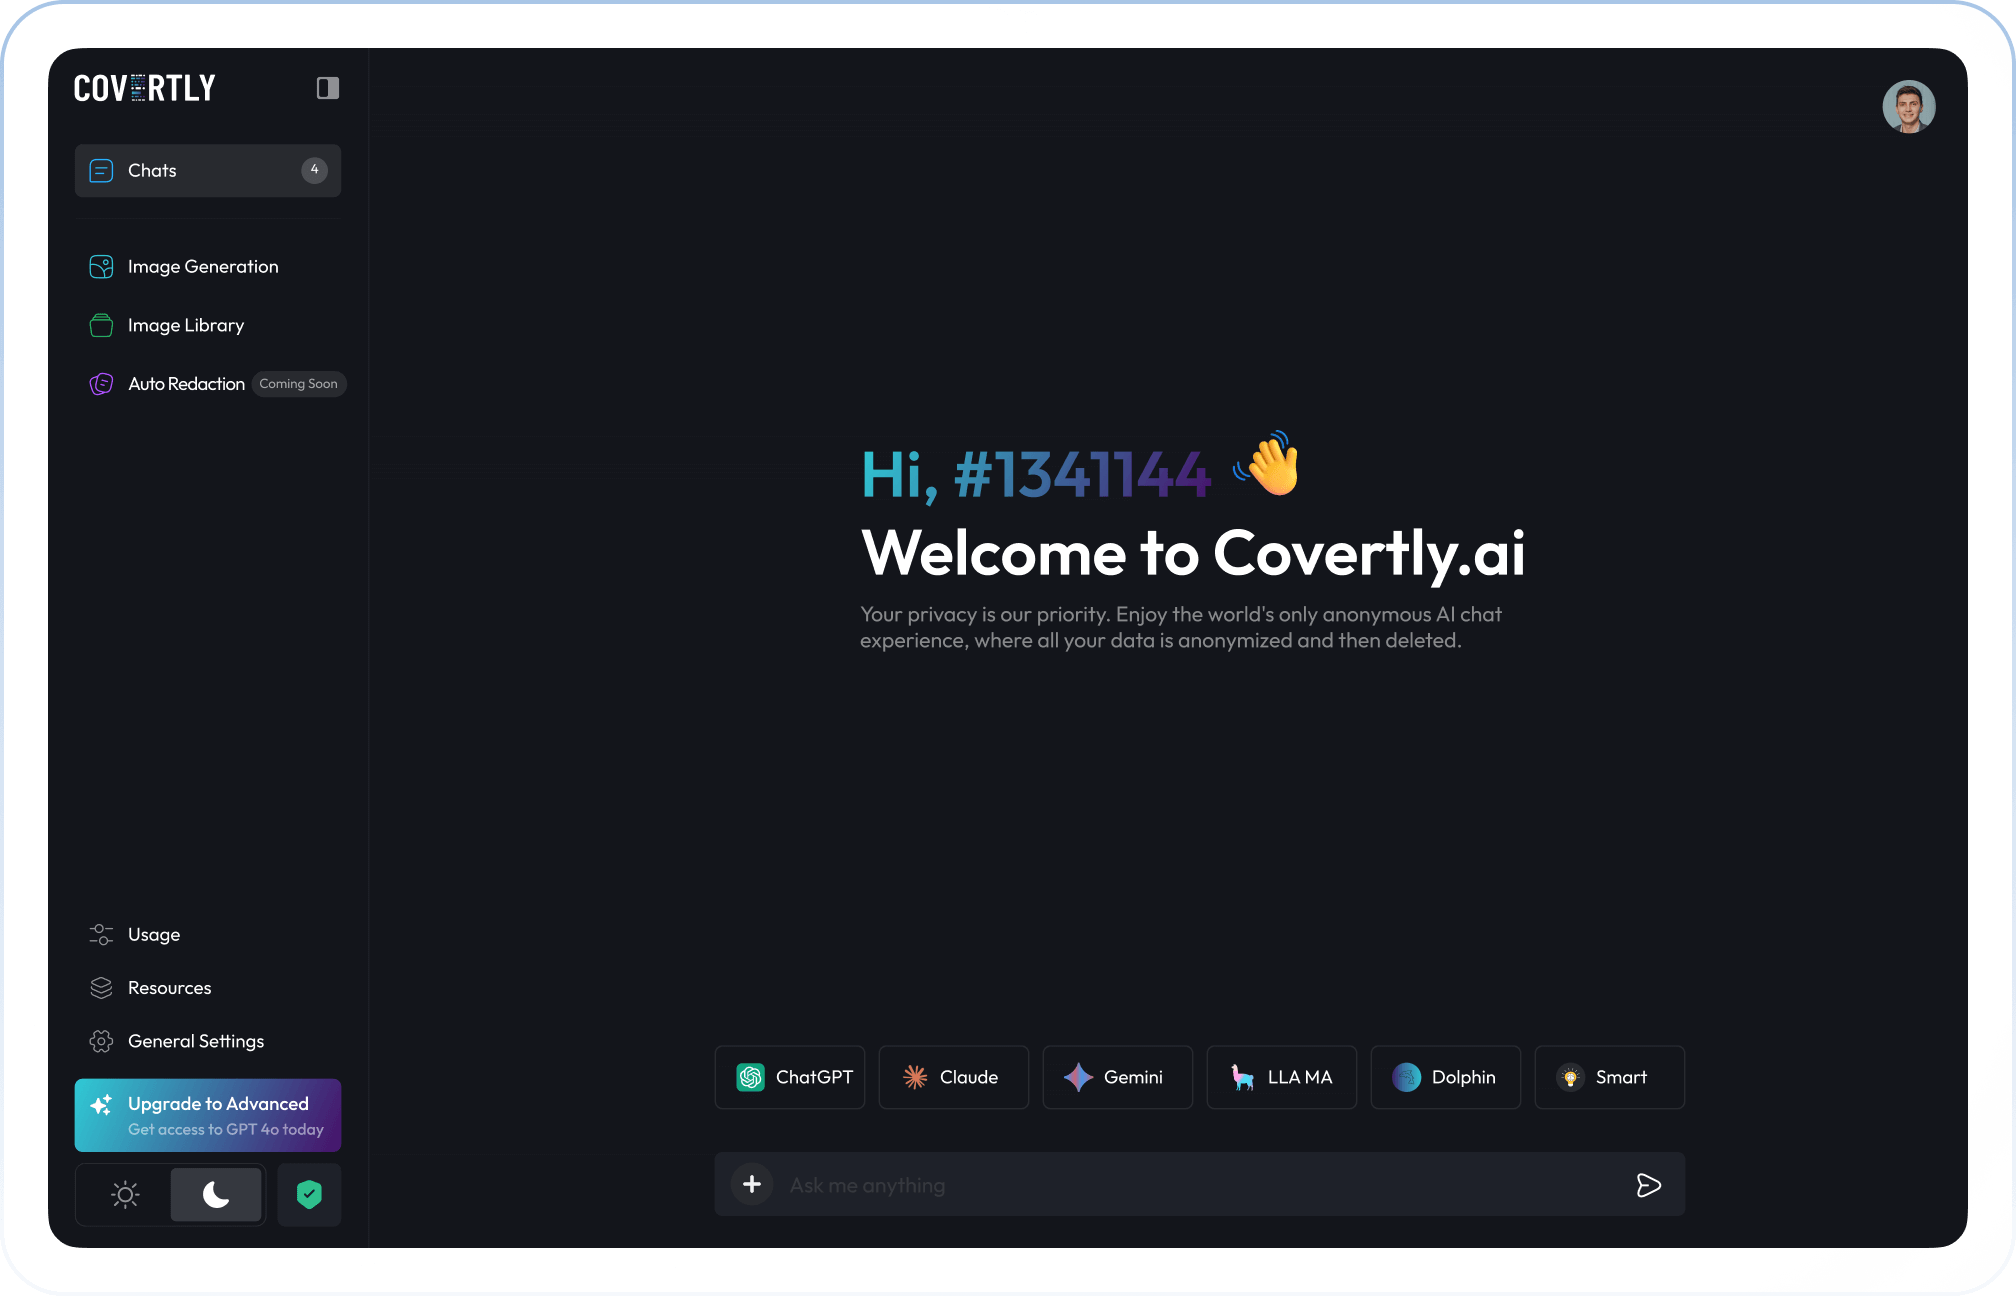 COVERTLY
Chats
4
Image Generation
Image Library
Auto Redaction Coming Soon
Usage
Resources
General Settings
Upgrade to Advanced
Get access to GPT 4o today
Hi, #1341144
Welcome to Covertly.ai
Your privacy is our priority. Enjoy the world's only anonymous AI chat
experience, where all your data is anonymized and then deleted.
ChatGPT
Claude
Gemini
LLA MA
Dolphin
Smart
Ask me anything